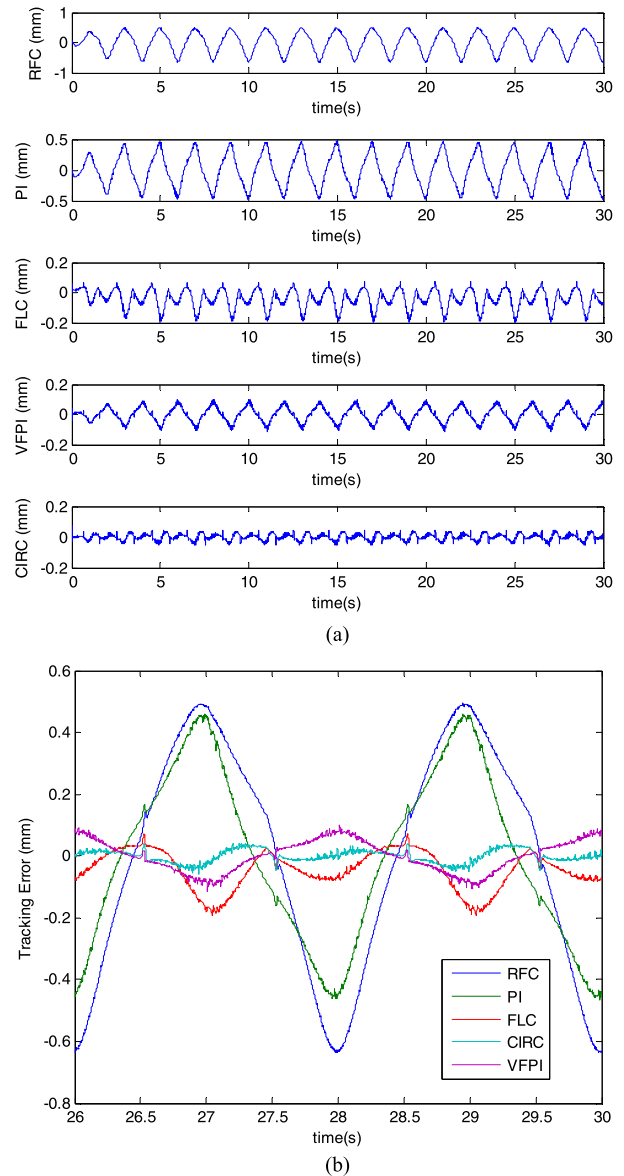 RFC (mm)
1
0
-1
0 5 10 15 20 25 30
time(s)
PI (mm)
0.5
0
-0.5
0 5 10 15 20 25 30
time(s)
FLC (mm)
0.2
0
-0.2
0 5 10 15 20 25 30
time(s)
VFPI (mm)
0.2
0
-0.2
0 5 10 15 20 25 30
time(s)
CIRC (mm)
0.2
0
-0.2
0 5 10 15 20 25 30
time(s)
(a)
Tracking Error (mm)
0.6
0.4
0.2
0
-0.2
-0.4
-0.6
-0.8
RFC
PI
FLC
CIRC
VFPI
26 26.5 27 27.5 28 28.5 29 29.5 30
time(s)
(b)